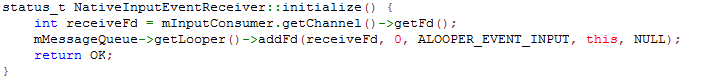 status_t NativeInputEventReceiver::initialize() {
    int receiveFd = mInputConsumer.getChannel()->getFd();
    mMessageQueue->getLooper()->addFd(receiveFd, 0, ALOOPER_EVENT_INPUT, this, NULL);
    return OK;
}